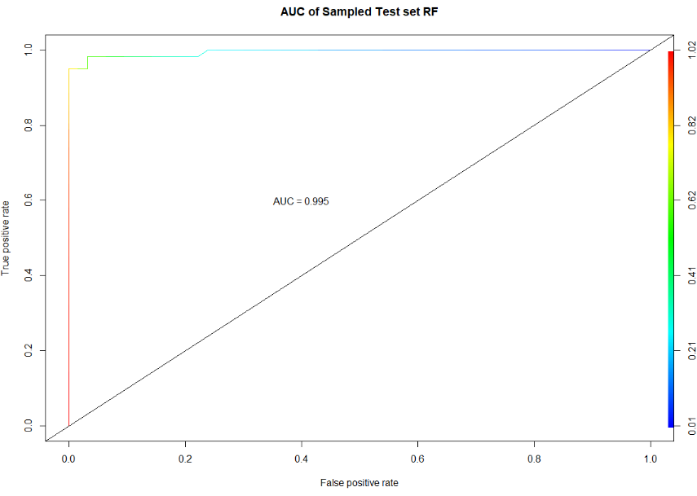 AUC of Sampled Test set RF
True positive rate
1.0
0.8
0.6
0.4
0.2
0.0
AUC = 0.995
1.02
0.82
0.62
0.41
0.21
0.01
0.0 0.2 0.4 0.6 0.8 1.0
False positive rate